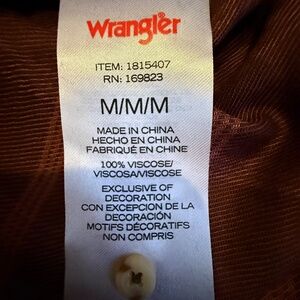 Wrangler
ITEM: 1815407
RN: 169823
M/M/M
MADE IN CHINA
HECHO EN CHINA
FABRIQUÉ EN CHINE
100% VISCOSE/
VISCOSA/VISCOSE
EXCLUSIVE OF
DECORATION
CON EXCEPCION DE LA
DECORACIÓN
MOTIFS DÉCORATIFS
NON COMPRIS